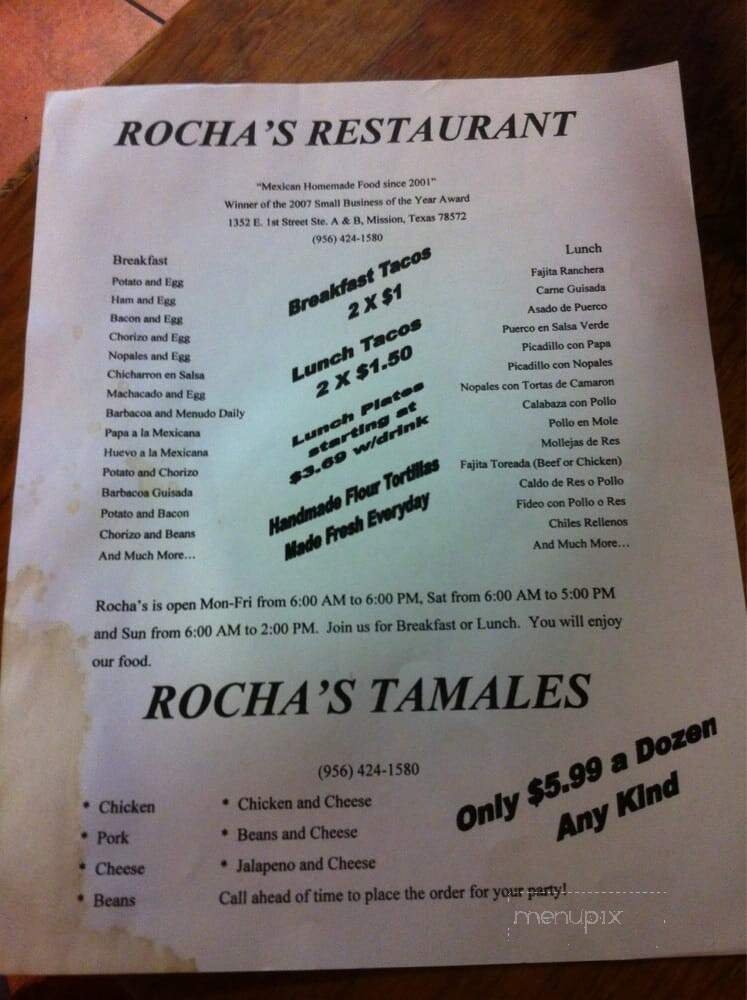 ROCHA'S RESTAURANT
"Mexican Homemade Food since 2001"
Winner of the 2007 Small Business of the Year Award
1352 E. 1st Street Ste. A & B, Mission, Texas 78572
(956) 424-1580
Breakfast
Potato and Egg
Ham and Egg
Bacon and Egg
Chorizo and Egg
Nopales and Egg
Chicharron en Salsa
Machacado and Egg
Barbacoa and Menudo Daily
Papa a la Mexicana
Huevo a la Mexicana
Potato and Chorizo
Barbacoa Guisada
Potato and Bacon
Chorizo and Beans
And Much More...
Breakfast Tacos
2 X $1
Lunch Tacos
2 X $1.50
Lunch Plates
starting at
$3.69 w/drink
Handmade Flour Tortillas
Made Fresh Everyday
Lunch
Fajita Ranchera
Carne Guisada
Asado de Puerco
Puerco en Salsa Verde
Picadillo con Papa
Picadillo con Nopales
Nopales con Tortas de Camaron
Calabaza con Pollo
Pollo en Mole
Mollejas de Res
Fajita Toreada (Beef or Chicken)
Caldo de Res o Pollo
Fideo con Pollo o Res
Chiles Rellenos
And Much More...
Rocha's is open Mon-Fri from 6:00 AM to 6:00 PM, Sat from 6:00 AM to 5:00 PM
and Sun from 6:00 AM to 2:00 PM. Join us for Breakfast or Lunch. You will enjoy
our food.
ROCHA'S TAMALES
(956) 424-1580
* Chicken
* Pork
* Cheese
* Beans
* Chicken and Cheese
* Beans and Cheese
* Jalapeno and Cheese
Call ahead of time to place the order for your party!
Only $5.99 a Dozen
Any Kind
menupix